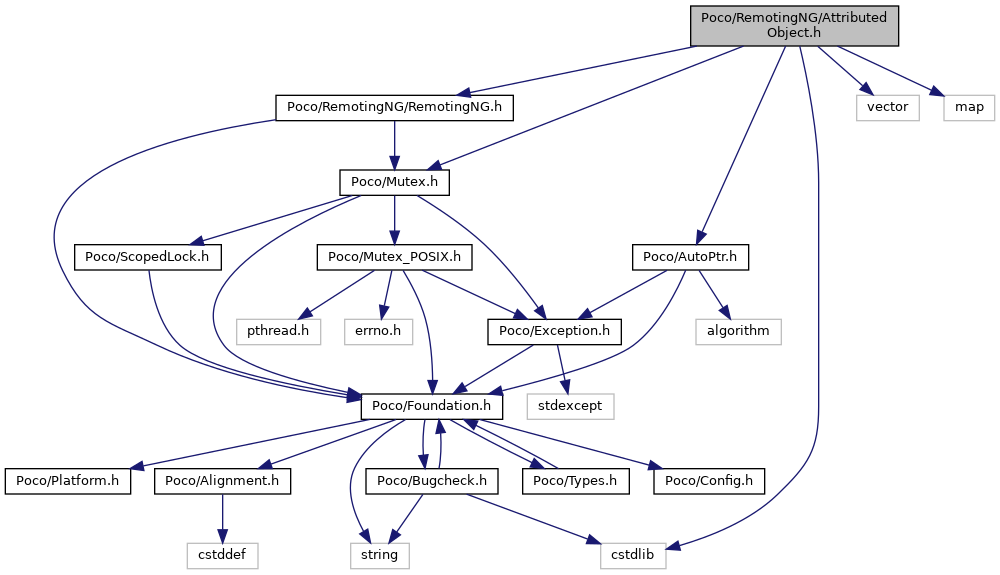 Poco/RemotingNG/Attributed
Object.h
Poco/RemotingNG/RemotingNG.h
vector
map
Poco/Mutex.h
Poco/ScopedLock.h
Poco/Mutex_POSIX.h
Poco/AutoPtr.h
pthread.h
errno.h
Poco/Exception.h
algorithm
Poco/Foundation.h
stdexcept
Poco/Platform.h
Poco/Alignment.h
Poco/Bugcheck.h
Poco/Types.h
Poco/Config.h
cstddef
string
cstdlib